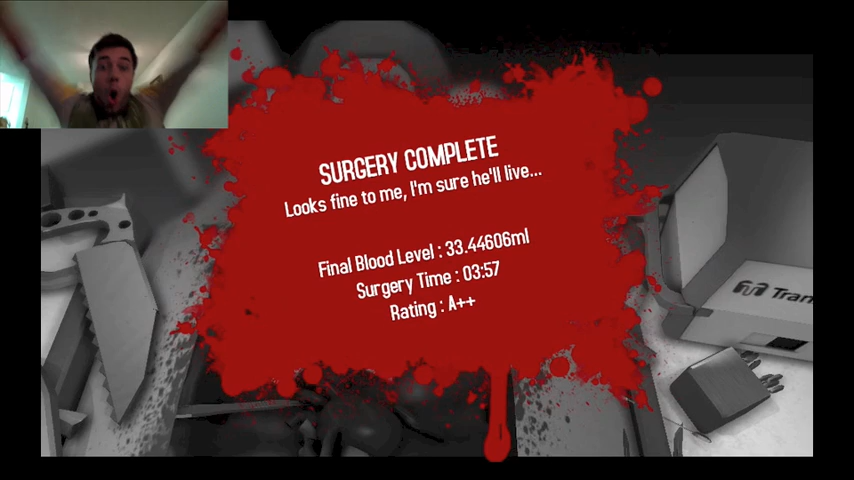 SURGERY COMPLETE
Looks fine to me, I'm sure he'll live...
Final Blood Level : 33.44606ml
Surgery Time : 03:57
Rating : A++